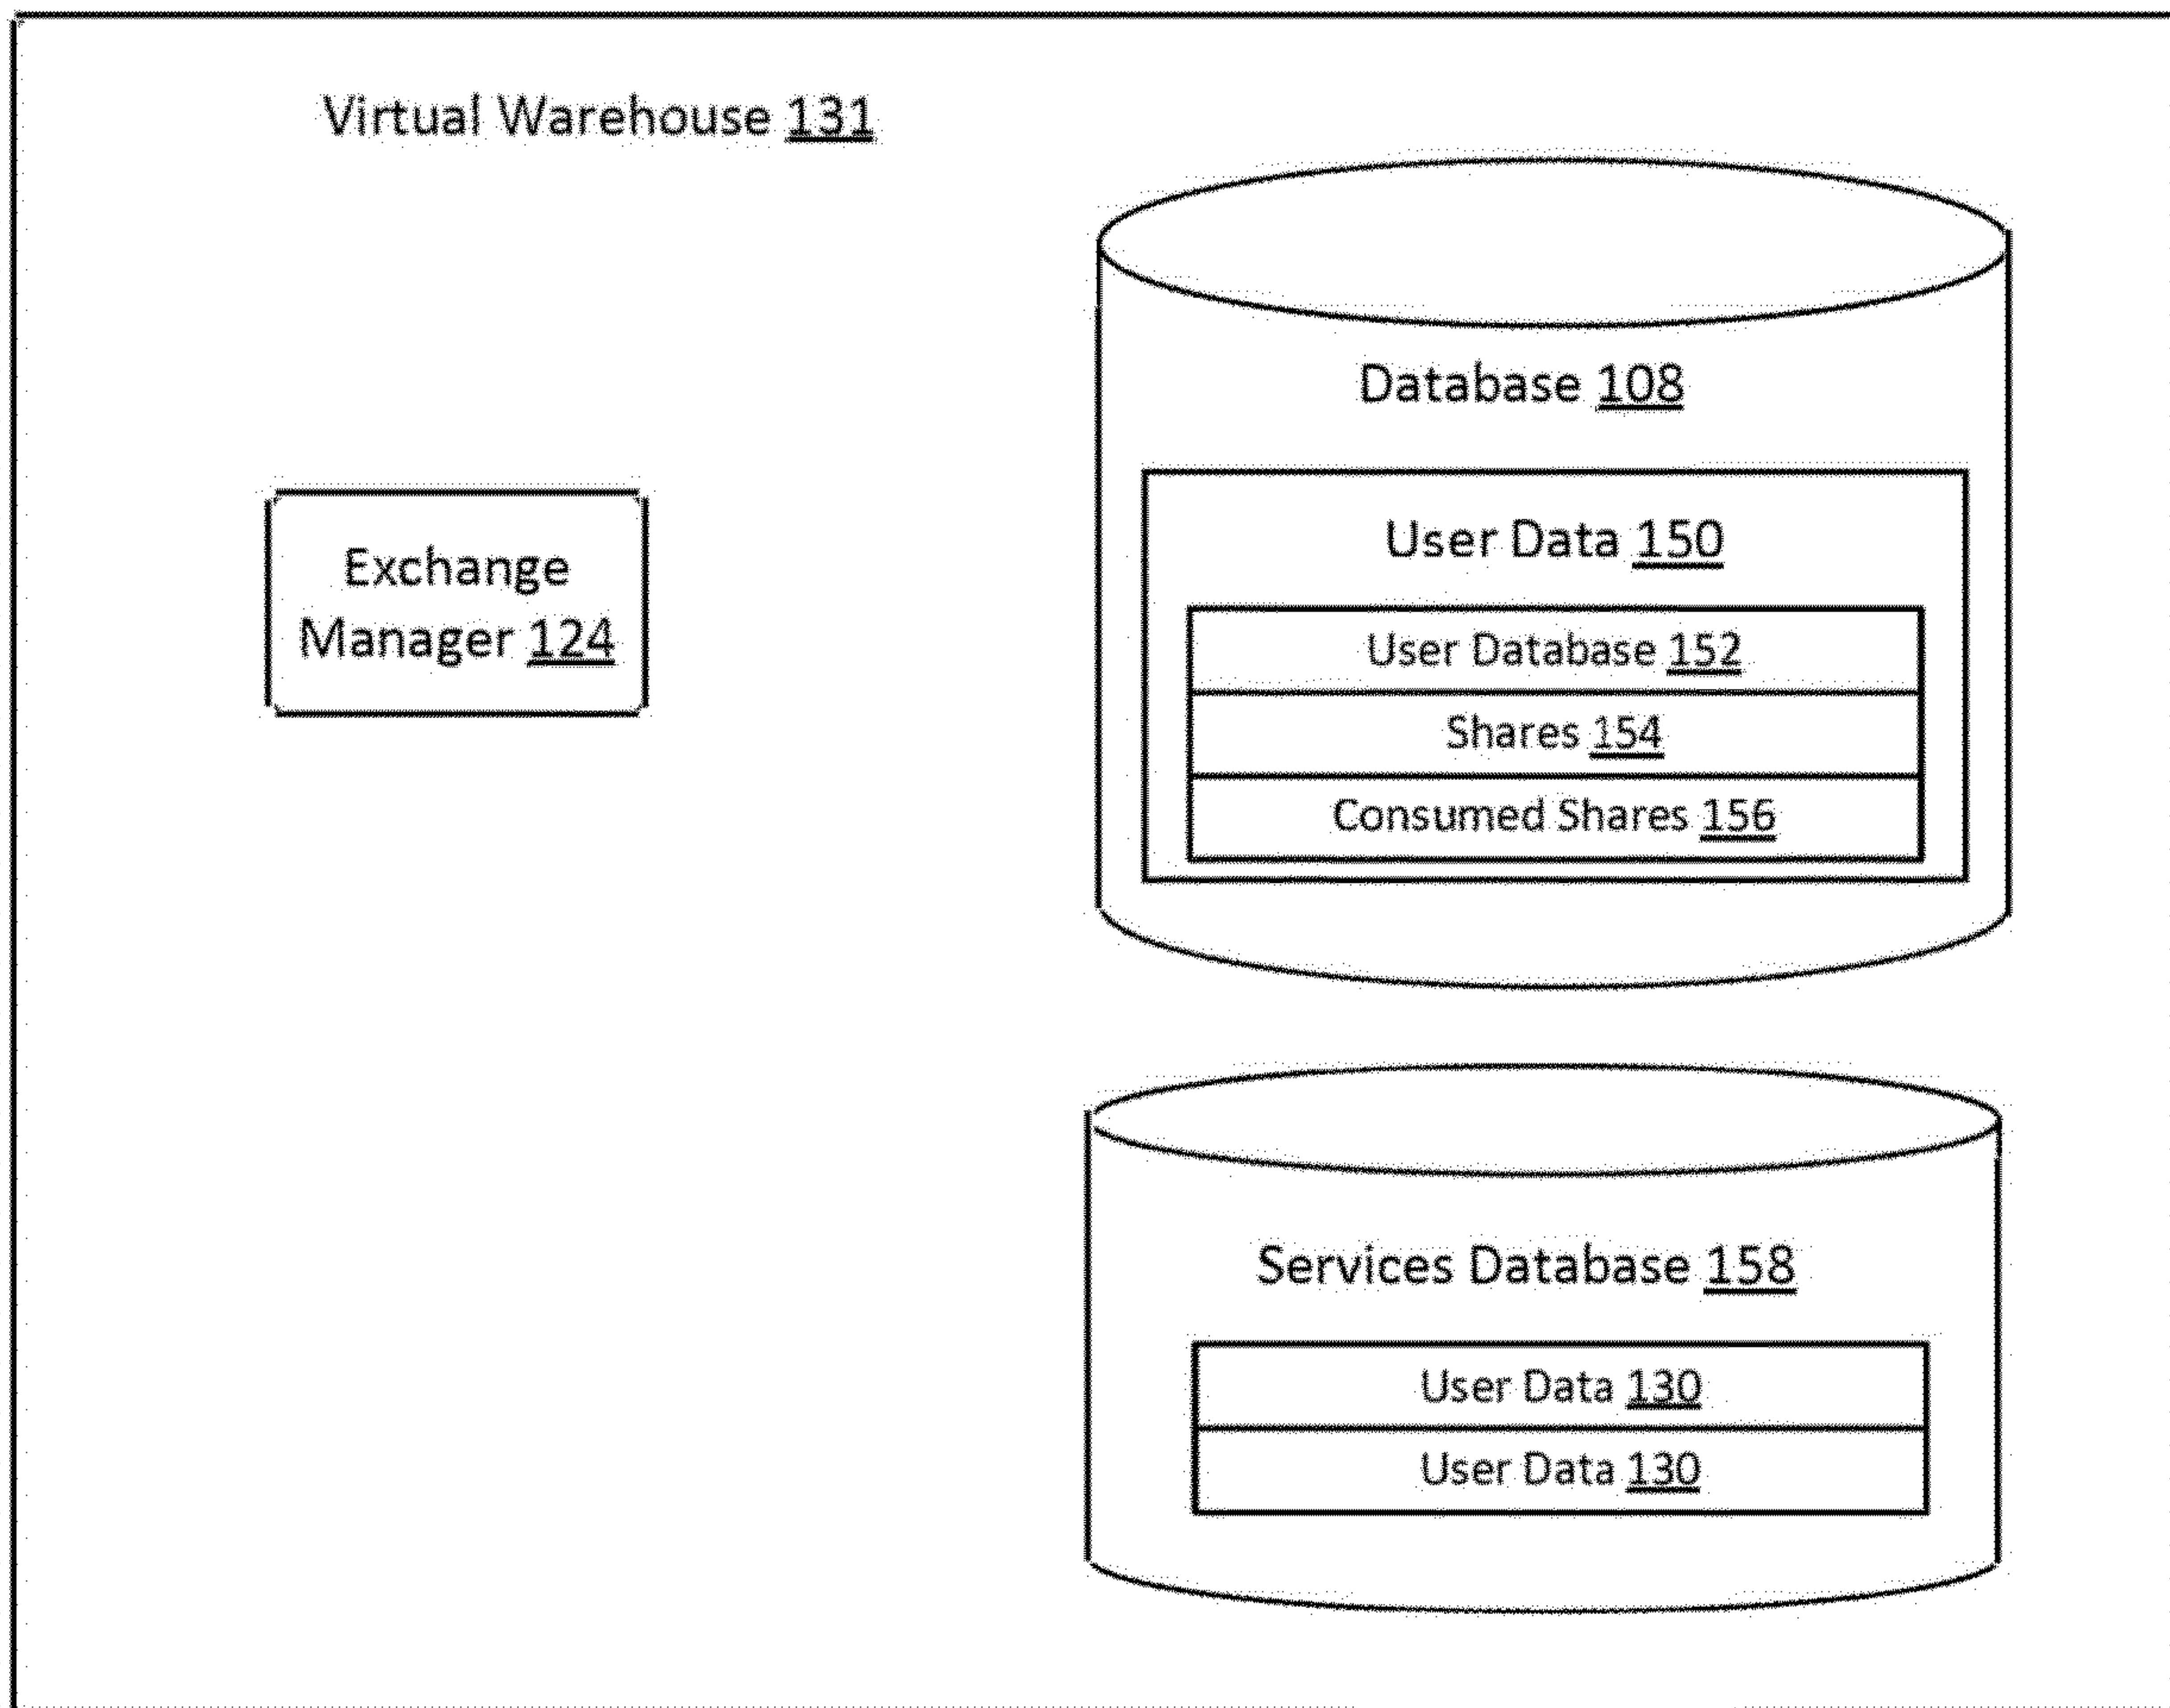 Virtual Warehouse 131
Database 108
Exchange
Manager 124
User Data 150
User Database 152
Shares 154
Consumed Shares 156
Services Database 158
User Data 130
User Data 130